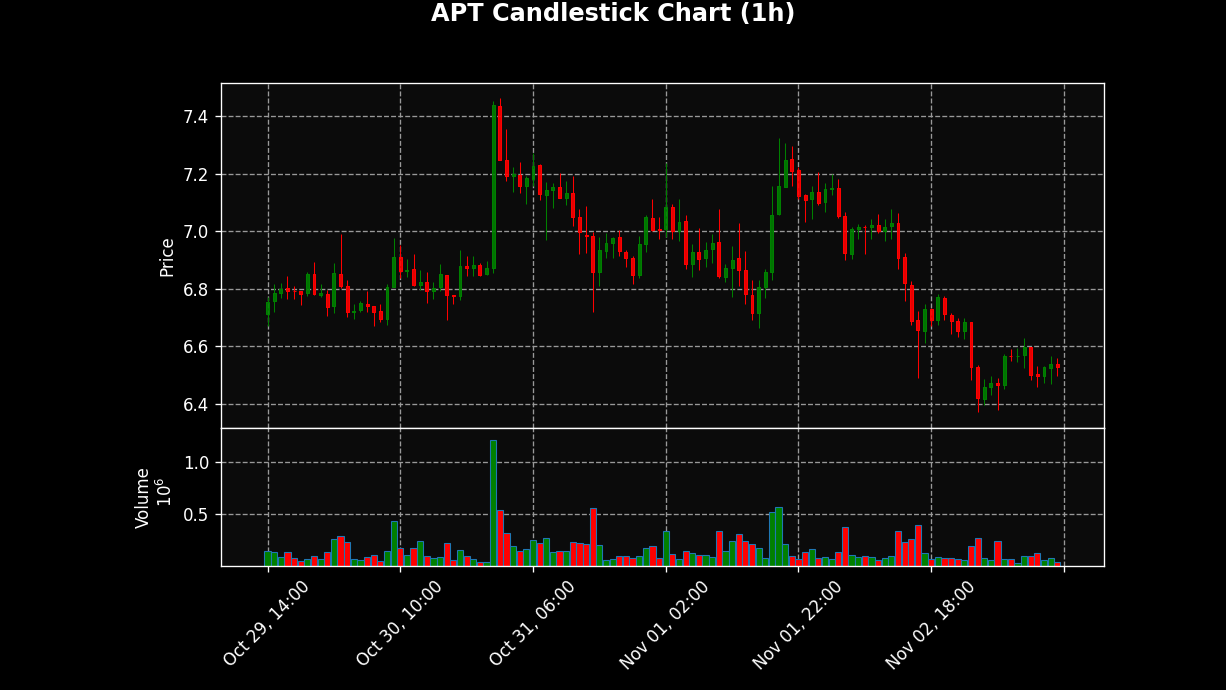 APT Candlestick Chart (1h)
7.4
7.2
7.0
6.8
6.6
6.4
Price
1.0
0.5
Volume
10⁶
Oct 29, 14:00
Oct 30, 10:00
Oct 31, 06:00
Nov 01, 02:00
Nov 01, 22:00
Nov 02, 18:00